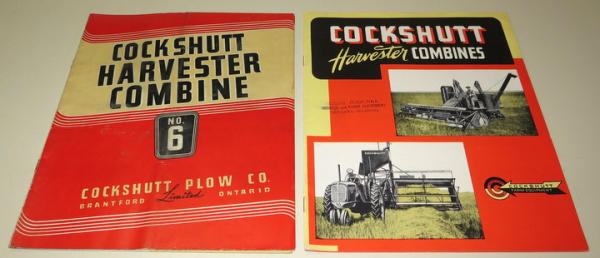 COCKSHUTT
HARVESTER
COMBINE
NO.
6
COCKSHUTT PLOW CO.
BRANTFORD Limited ONTARIO
COCKSHUTT
Harvester COMBINES
COCKSHUTT
FARM EQUIPMENT